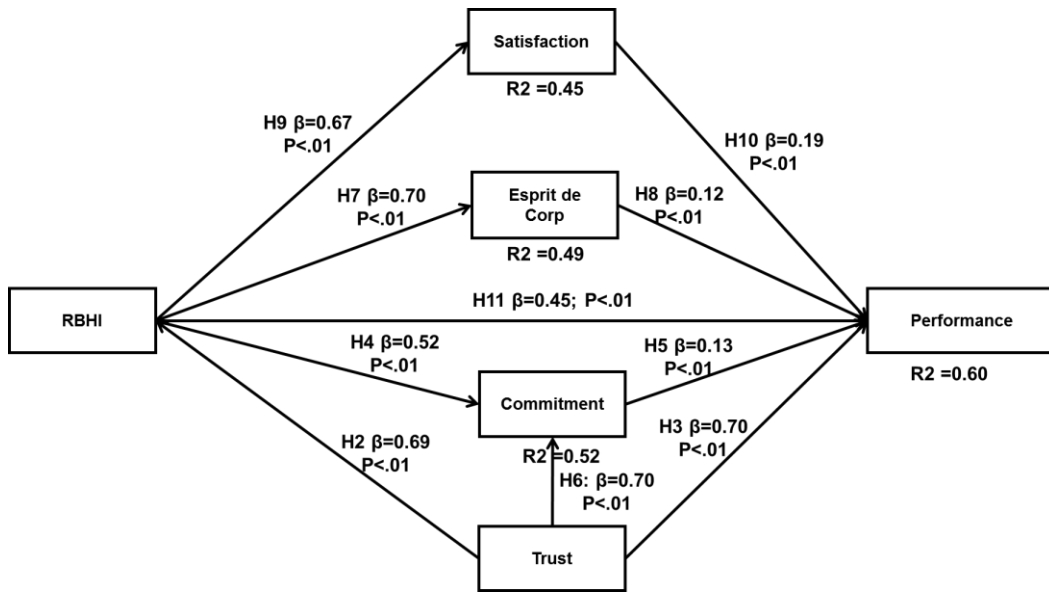 Satisfaction
R2 =0.45
H9 β=0.67
P<.01
H10 β=0.19
P<.01
H7 β=0.70
P<.01
Esprit de
Corp
H8 β=0.12
P<.01
R2 =0.49
RBHI
H11 β=0.45; P<.01
Performance
R2 =0.60
H4 β=0.52
P<.01
H5 β=0.13
P<.01
Commitment
R2 =0.52
H2 β=0.69
P<.01
H3 β=0.70
P<.01
H6: β=0.70
P<.01
Trust